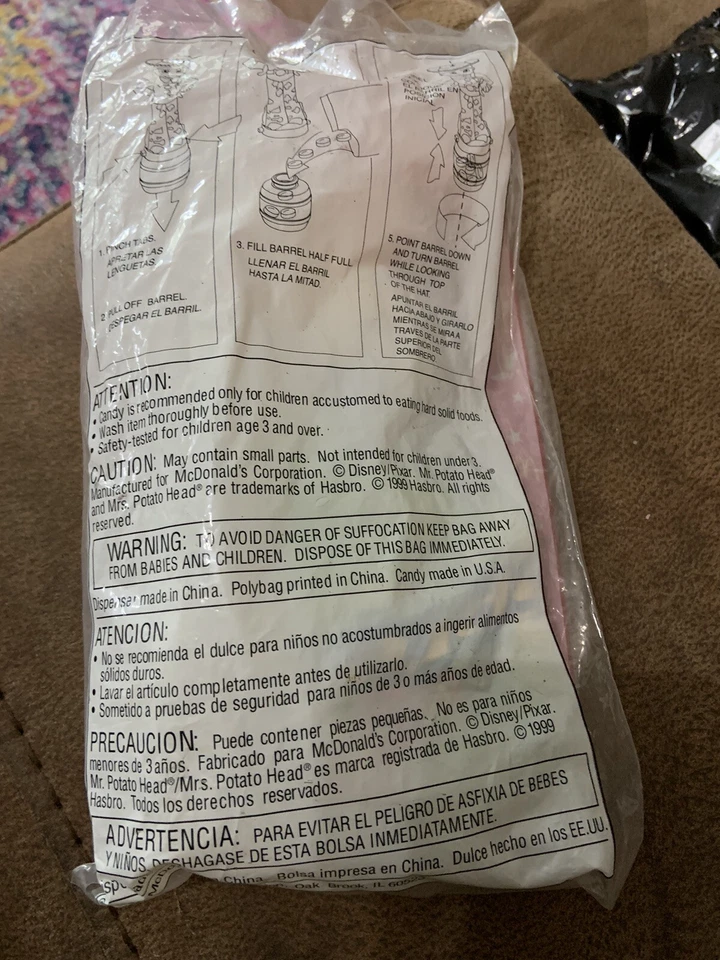 1. PINCH TABS.
APRETAR LAS
LENGUETAS.
2. PULL OFF BARREL.
DESPEGAR EL BARRIL.
3. FILL BARREL HALF FULL
LLENAR EL BARRIL
HASTA LA MITAD.
EL BARRIL EN
POSICION
INICIAL
5. POINT BARREL DOWN
AND TURN BARREL
WHILE LOOKING
THROUGH TOP
OF THE HAT.
APUNTAR EL BARRIL
HACIA ABAJO Y GIRARLO
MIENTRAS SE MIRA A
TRAVES DE LA PARTE
SUPERIOR DEL
SOMBRERO
ATTENTION:
• Candy is recommended only for children accustomed to eating hard solid foods.
• Wash item thoroughly before use.
• Safety-tested for children age 3 and over.
CAUTION: May contain small parts. Not intended for children under 3.
Manufactured for McDonald's Corporation. © Disney/Pixar. Mr. Potato Head®
and Mrs. Potato Head® are trademarks of Hasbro. © 1999 Hasbro. All rights
reserved.
WARNING: TO AVOID DANGER OF SUFFOCATION KEEP BAG AWAY
FROM BABIES AND CHILDREN. DISPOSE OF THIS BAG IMMEDIATELY.
Dispenser made in China. Polybag printed in China. Candy made in U.S.A.
ATENCION:
• No se recomienda el dulce para niños no acostumbrados a ingerir alimentos
sólidos duros.
• Lavar el artículo completamente antes de utilizarlo.
• Sometido a pruebas de seguridad para niños de 3 o más años de edad.
PRECAUCION: Puede contener piezas pequeñas. No es para niños
menores de 3 años. Fabricado para McDonald's Corporation. © Disney/Pixar.
Mr. Potato Head®/Mrs. Potato Head® es marca registrada de Hasbro. © 1999
Hasbro. Todos los derechos reservados.
ADVERTENCIA: PARA EVITAR EL PELIGRO DE ASFIXIA DE BEBES
Y NIÑOS DESHAGASE DE ESTA BOLSA INMEDIATAMENTE.
China. Bolsa impresa en China. Dulce hecho en los EE.UU.
Oak Brook, IL